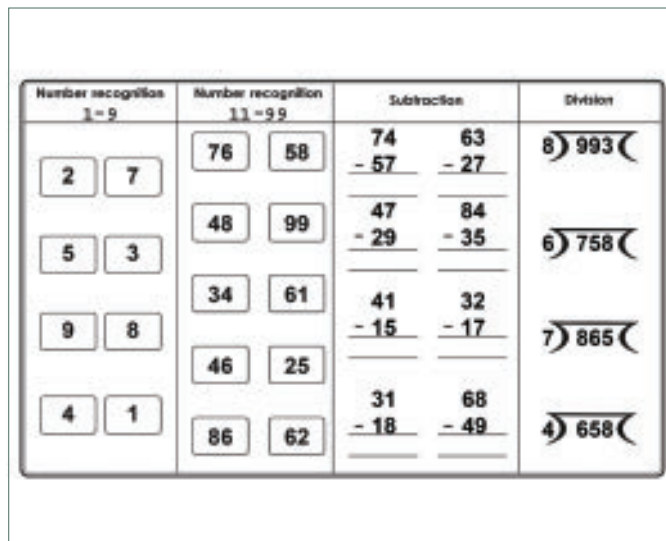 Number recognition
1-9
Number recognition
11-99
Subtraction
Division
2 7
5 3
9 8
4 1
76 58
48 99
34 61
46 25
86 62
74 63
- 57 - 27
47 84
- 29 - 35
41 32
- 15 - 17
31 68
- 18 - 49
8) 993 (
6) 758 (
7) 865 (
4) 658 (